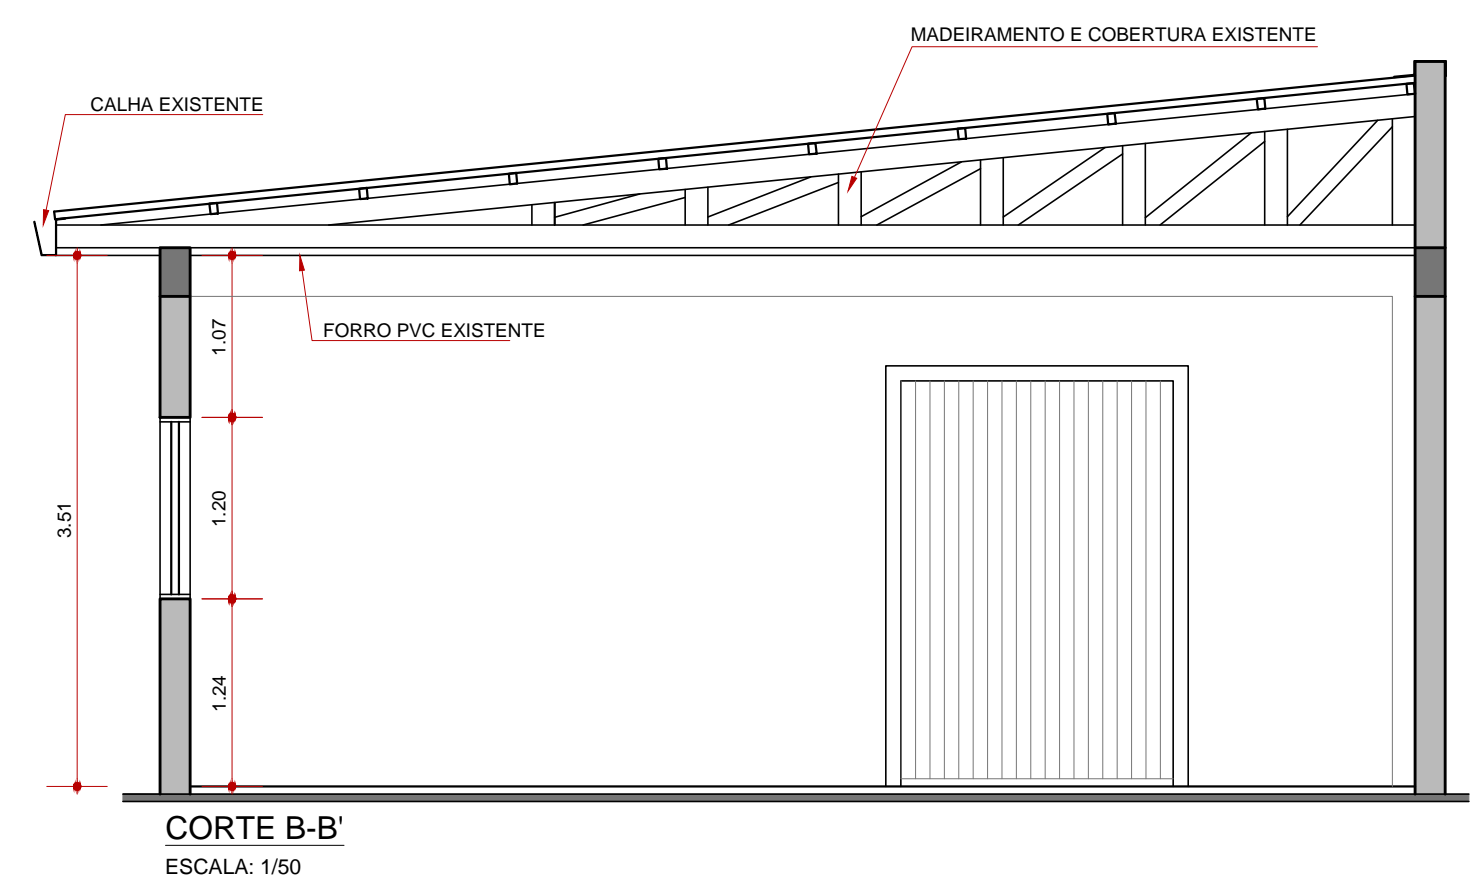 MADEIRAMENTO E COBERTURA EXISTENTE
CALHA EXISTENTE
FORRO PVC EXISTENTE
1.07
1.20
3.51
1.24
CORTE B-B'
ESCALA: 1/50